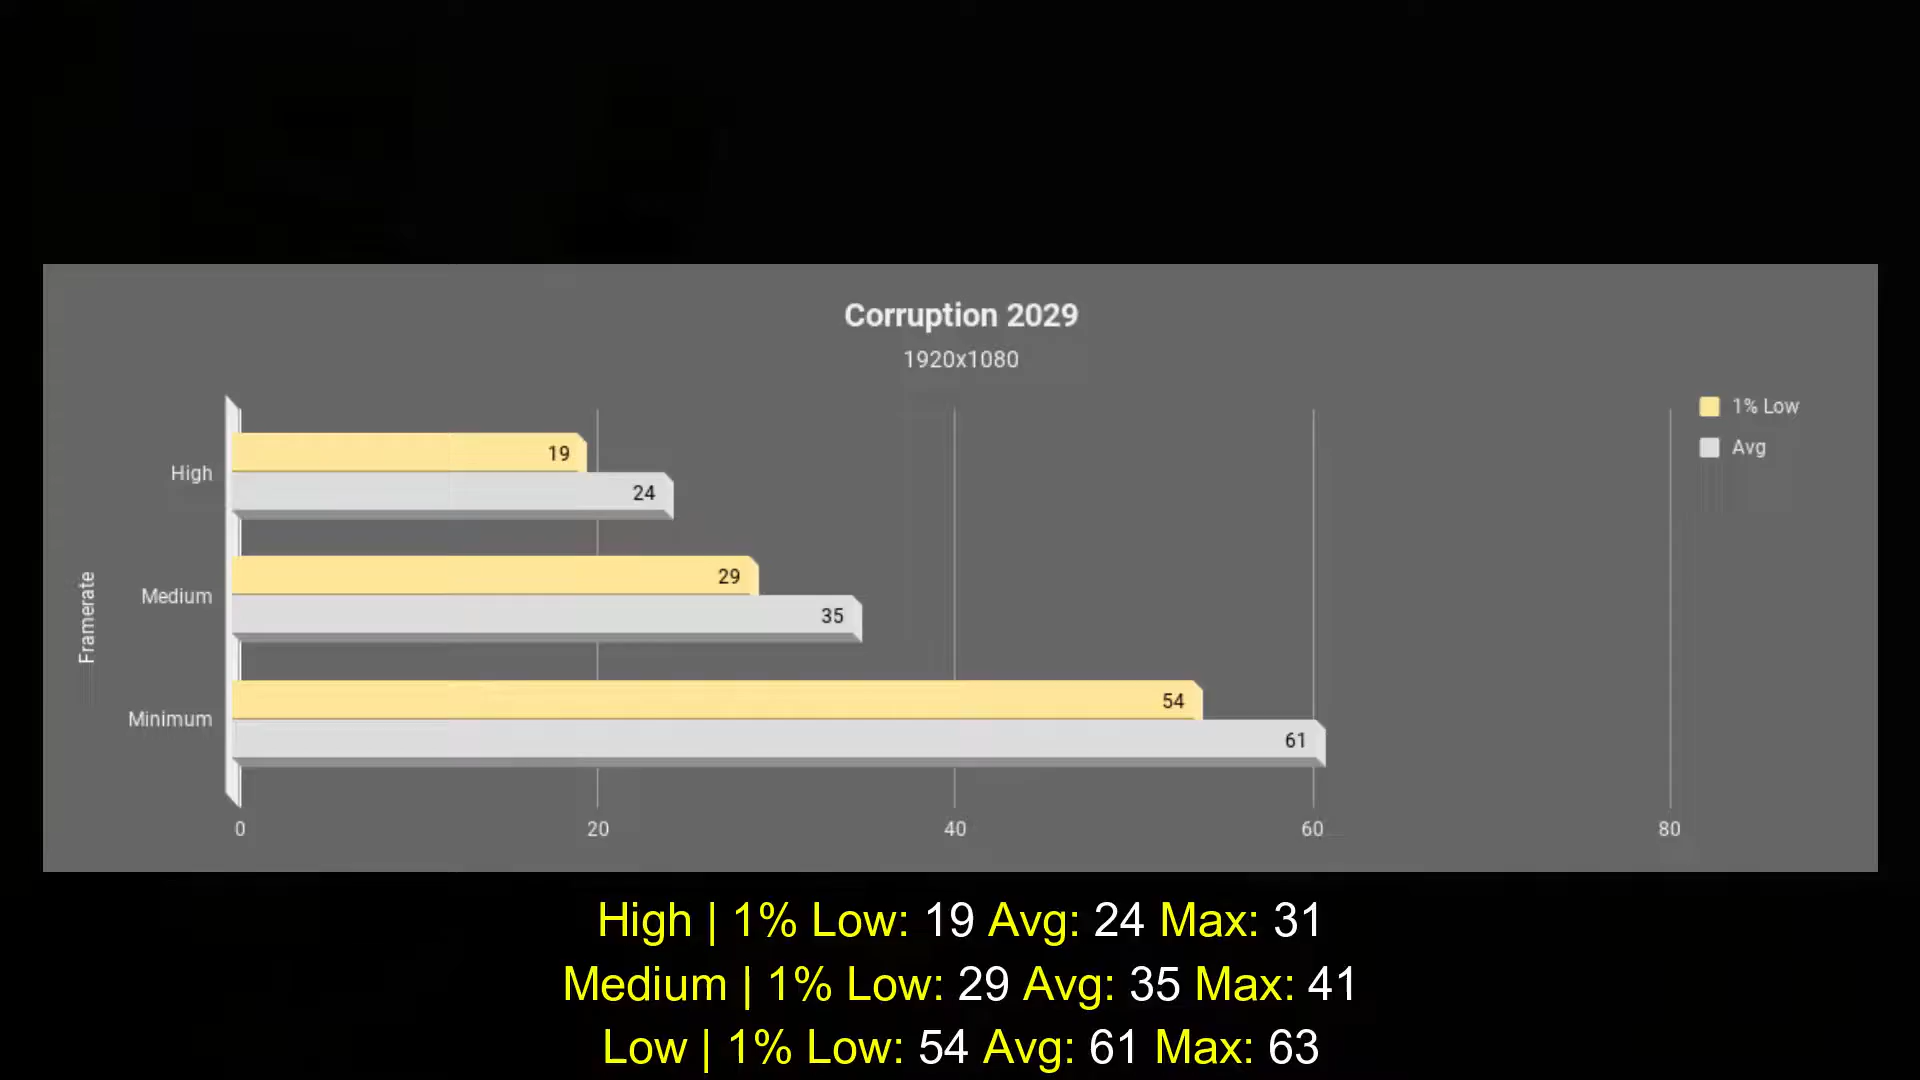 Corruption 2029
1920x1080
1% Low
Avg
Framerate
High
19
24
Medium
29
35
Minimum
54
61
0 20 40 60 80
High | 1% Low: 19 Avg: 24 Max: 31
Medium | 1% Low: 29 Avg: 35 Max: 41
Low | 1% Low: 54 Avg: 61 Max: 63